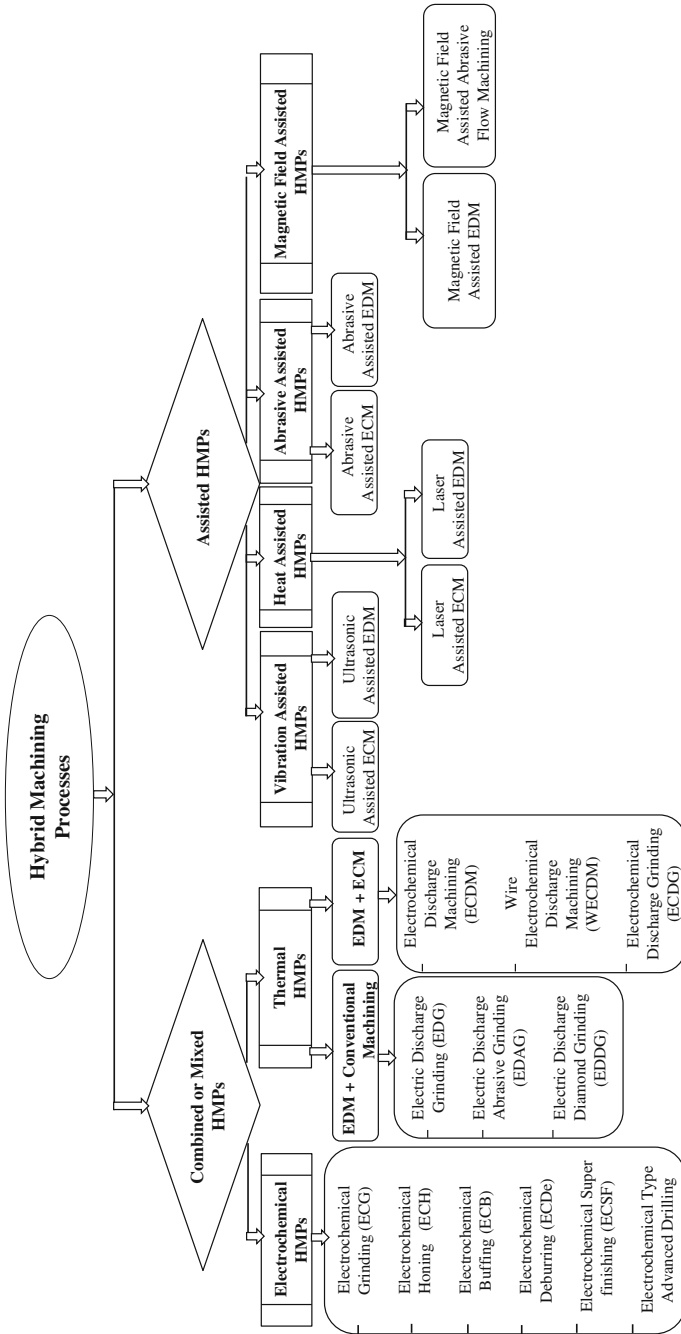 Hybrid Machining
Processes
Combined or Mixed
HMPs
Assisted HMPs
Electrochemical
HMPs
Thermal
HMPs
Vibration Assisted
HMPs
Heat Assisted
HMPs
Abrasive Assisted
HMPs
Magnetic Field Assisted
HMPs
Electrochemical
Grinding (ECG)
Electrochemical
Honing (ECH)
Electrochemical
Buffing (ECB)
Electrochemical
Deburring (ECDe)
Electrochemical Super
finishing (ECSF)
Electrochemical Type
Advanced Drilling
EDM + Conventional
Machining
EDM + ECM
Electric Discharge
Grinding (EDG)
Electric Discharge
Abrasive Grinding
(EDAG)
Electric Discharge
Diamond Grinding
(EDDG)
Electrochemical
Discharge
Machining
(ECDM)
Wire
Electrochemical
Discharge
Machining
(WECDM)
Electrochemical
Discharge Grinding
(ECDG)
Ultrasonic
Assisted ECM
Ultrasonic
Assisted EDM
Laser
Assisted ECM
Laser
Assisted EDM
Abrasive
Assisted ECM
Abrasive
Assisted EDM
Magnetic Field
Assisted EDM
Magnetic Field
Assisted Abrasive
Flow Machining